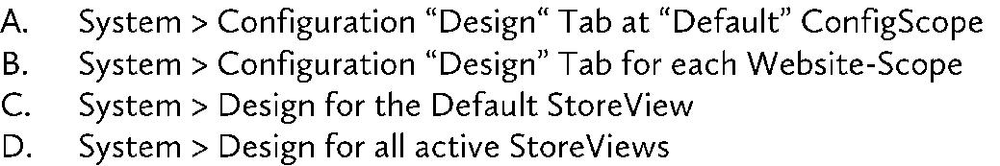 A. System > Configuration “Design“ Tab at “Default” ConfigScope
B. System > Configuration “Design” Tab for each Website-Scope
C. System > Design for the Default StoreView
D. System > Design for all active StoreViews